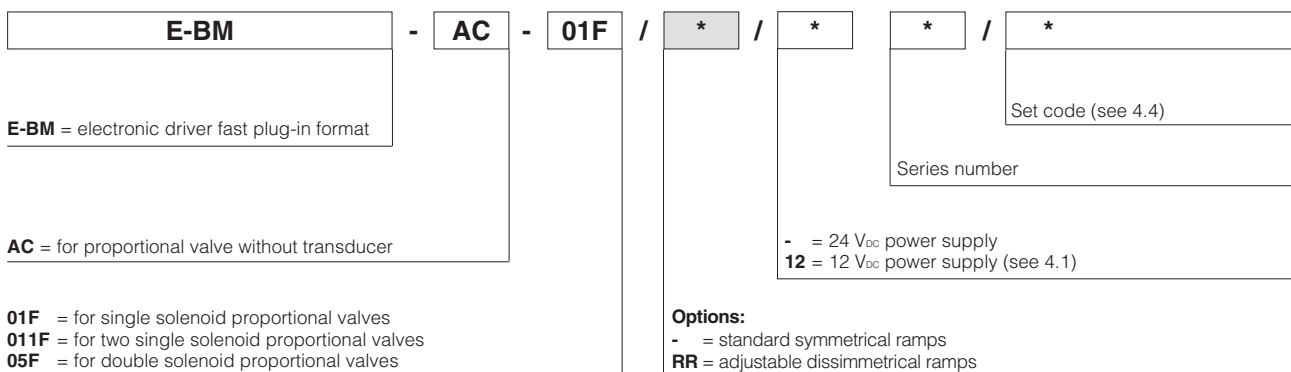 E-BM - AC - 01F / * / * * / *
Set code (see 4.4)
E-BM = electronic driver fast plug-in format
Series number
AC = for proportional valve without transducer
- = 24 VDC power supply
12 = 12 VDC power supply (see 4.1)
01F = for single solenoid proportional valves
011F = for two single solenoid proportional valves
05F = for double solenoid proportional valves
Options:
- = standard symmetrical ramps
RR = adjustable dissimmetrical ramps